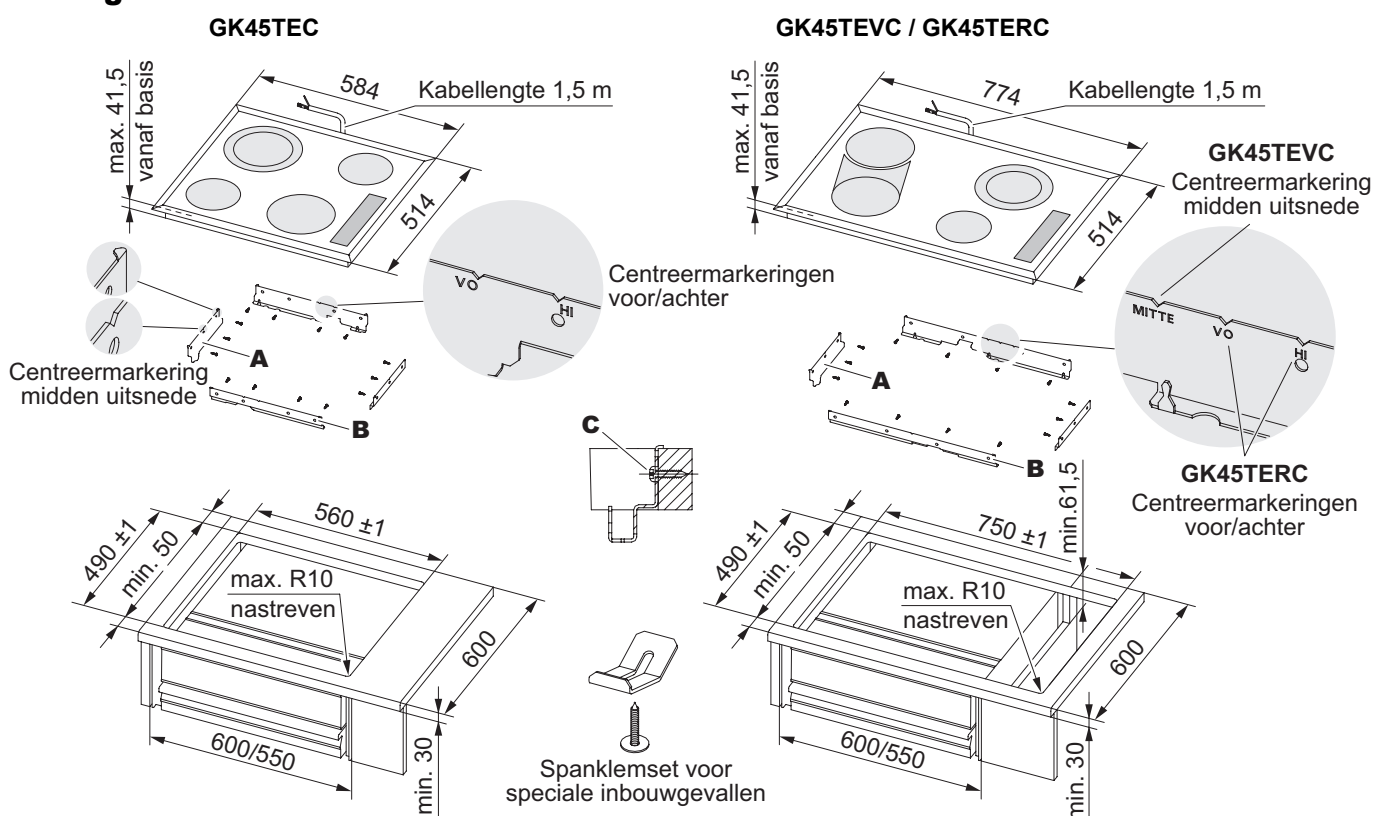 GK45TEC
GK45TEVC / GK45TERC
max. 41,5
vanaf basis
584
Kabellengte 1,5 m
514
VO
HI
Centreermarkeringen
voor/achter
A
Centreermarkering
midden uitsnede
B
max. 41,5
vanaf basis
774
Kabellengte 1,5 m
514
GK45TEVC
Centreermarkering
midden uitsnede
MITTE
VO
HI
A
B
GK45TERC
Centreermarkeringen
voor/achter
C
490 ±1
min. 50
560 ±1
max. R10
nastreven
600
600/550
min. 30
Spanklemset voor
speciale inbouwgevallen
490 ±1
min. 50
750 ±1
min.61,5
max. R10
nastreven
600
600/550
min. 30